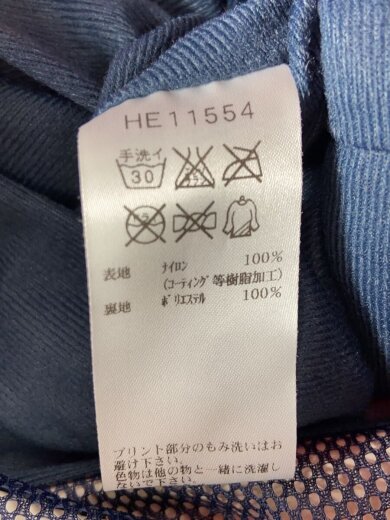 HE11554
手洗イ
30
表地 ナイロン 100%
(コーティング等樹脂加工)
裏地 ポリエステル 100%
プリント部分のもみ洗いはお
避け下さい。
色物は他の物と一緒に洗濯し
ないで下さい。